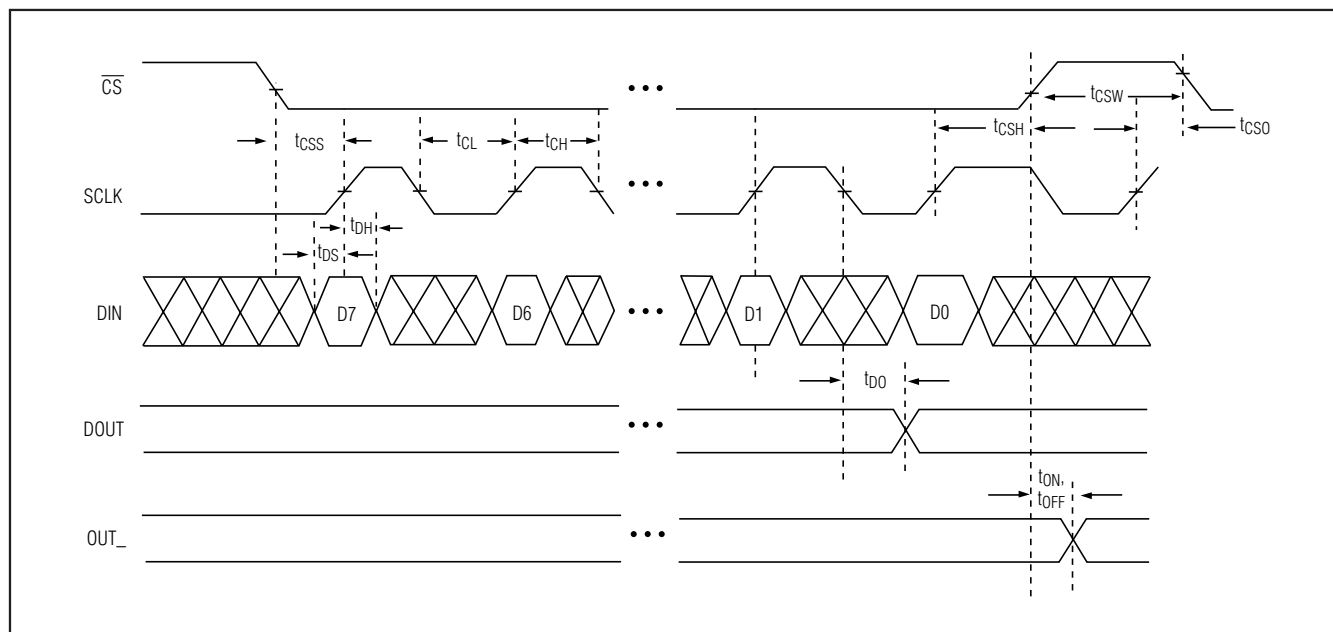 CS
•••
tCSW
tCSS
tCL
tCH
tCSH
tCSO
SCLK
•••
tDH
tDS
DIN
D7
D6
•••
D1
D0
tDO
DOUT
•••
tON,
tOFF
OUT_
•••